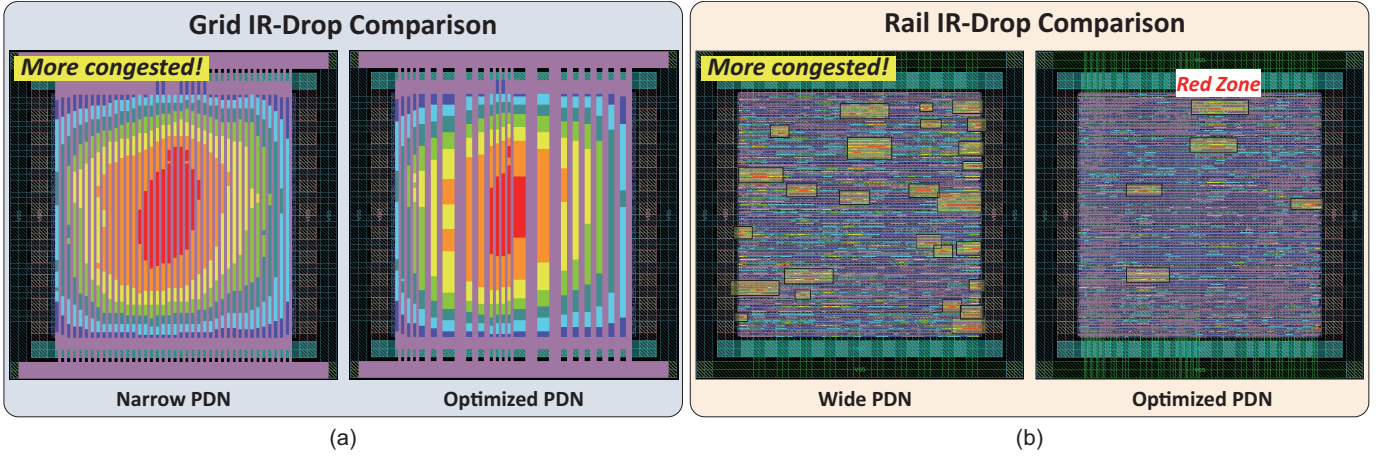 Grid IR-Drop Comparison
More congested!
Narrow PDN
Optimized PDN
(a)
Rail IR-Drop Comparison
More congested!
Red Zone
Wide PDN
Optimized PDN
(b)